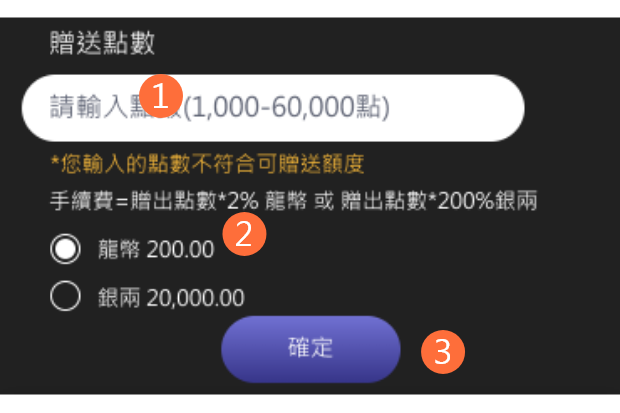 贈送點數
請輸入點(1,000-60,000點)
1
*您輸入的點數不符合可贈送額度
手續費=贈出點數*2% 龍幣 或 贈出點數*200%銀兩
2
龍幣 200.00
銀兩 20,000.00
確定
3